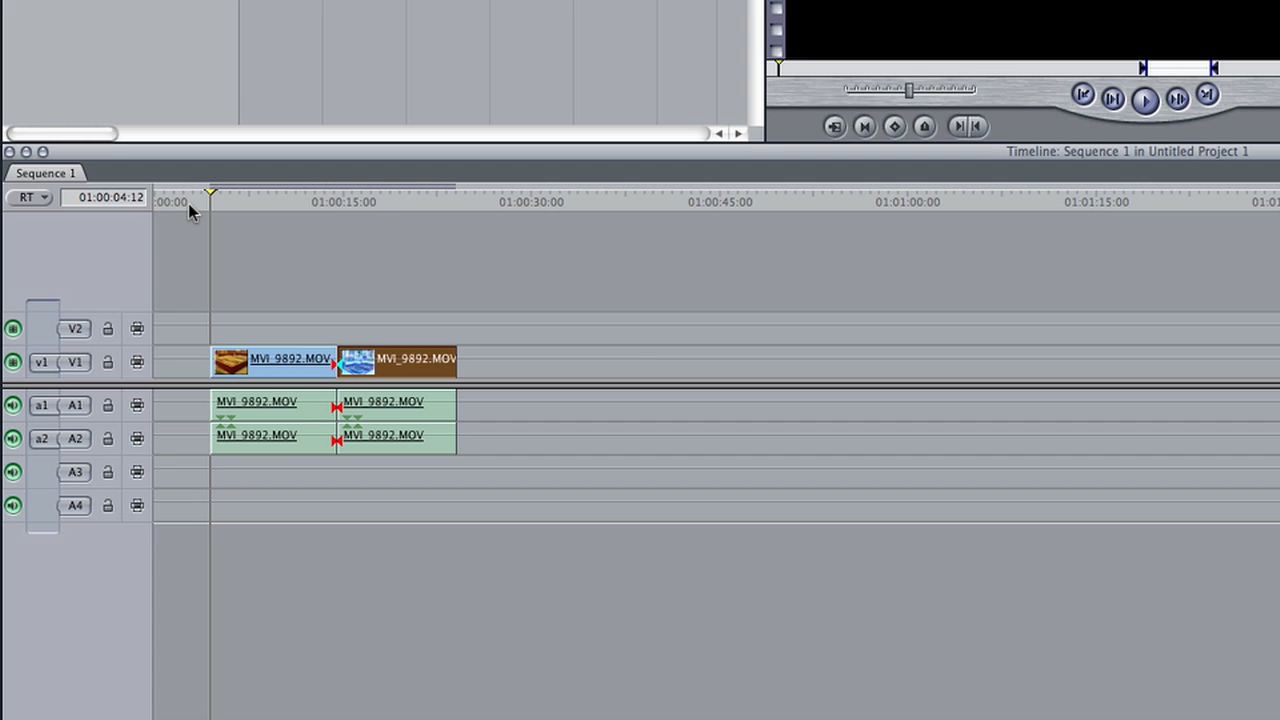 Timeline: Sequence 1 in Untitled Project 1
Sequence 1
RT 01:00:04:12 :00:00 01:00:15:00 01:00:30:00 01:00:45:00 01:01:00:00 01:01:15:00 01:01
V2
v1 V1 MVI_9892.MOV MVI_9892.MOV
a1 A1 MVI_9892.MOV MVI_9892.MOV
a2 A2 MVI_9892.MOV MVI_9892.MOV
A3
A4